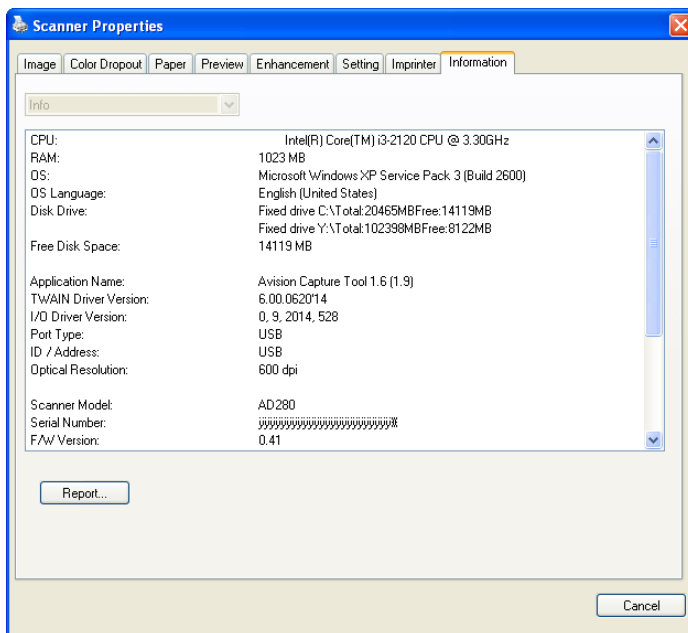 Scanner Properties
Image Color Dropout Paper Preview Enhancement Setting Imprinter Information
Info
CPU: Intel(R) Core(TM) i3-2120 CPU @ 3.30GHz
RAM: 1023 MB
OS: Microsoft Windows XP Service Pack 3 (Build 2600)
OS Language: English (United States)
Disk Drive: Fixed drive C:\Total:20465MBFree:14119MB
Fixed drive Y:\Total:102398MBFree:8122MB
Free Disk Space: 14119 MB
Application Name: Avision Capture Tool 1.6 (1.9)
TWAIN Driver Version: 6.00.0620'14
I/O Driver Version: 0, 9, 2014, 528
Port Type: USB
ID / Address: USB
Optical Resolution: 600 dpi
Scanner Model: AD280
Serial Number:
F/W Version: 0.41
Report...
Cancel